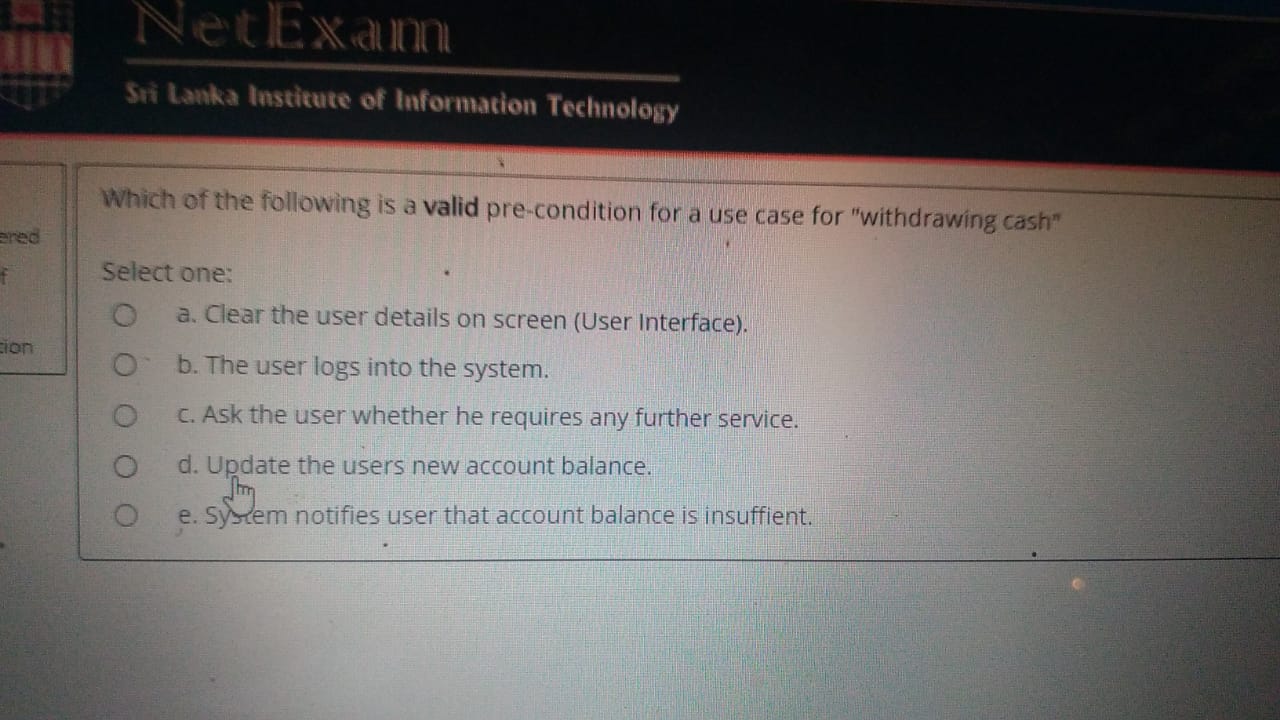 NetExam
Sri Lanka Institute of Information Technology
ered
f
tion
Which of the following is a valid pre-condition for a use case for "withdrawing cash"
Select one:
a. Clear the user details on screen (User Interface).
b. The user logs into the system.
c. Ask the user whether he requires any further service.
d. Update the users new account balance.
e. System notifies user that account balance is insuffient.